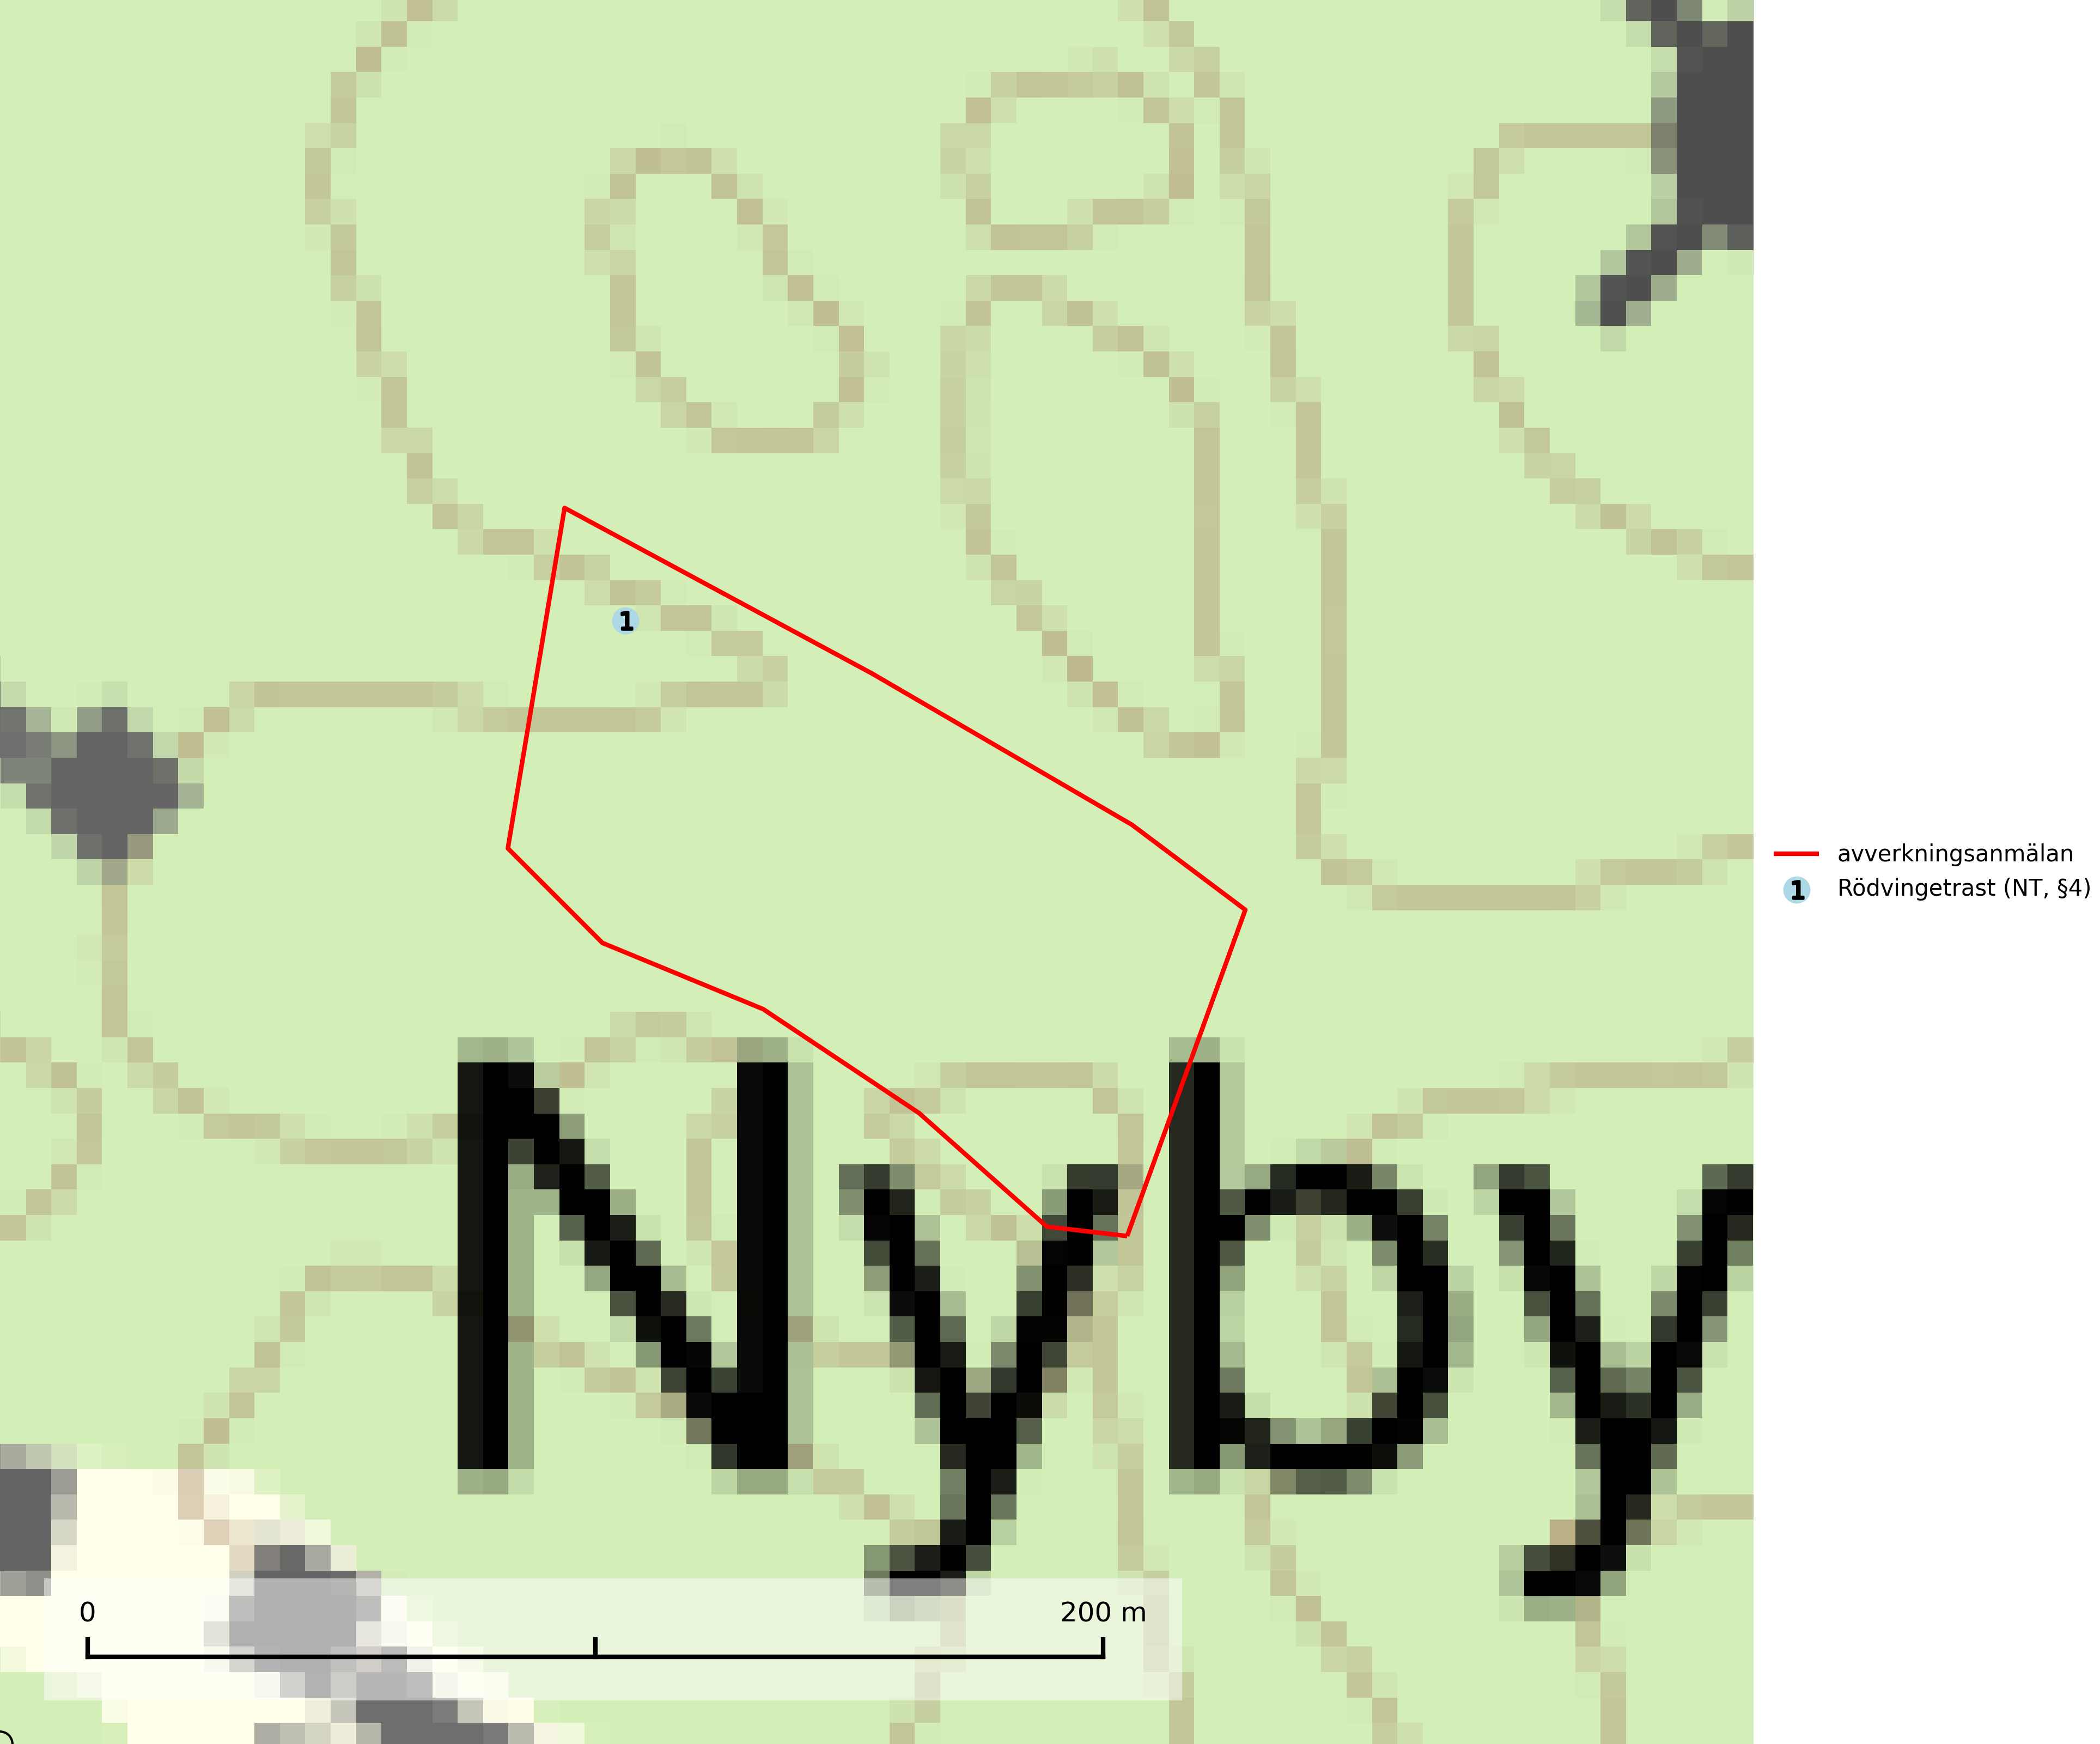 1
avverkningsanmälan
1 Rödvingetrast (NT, §4)
Nyby
0 200 m